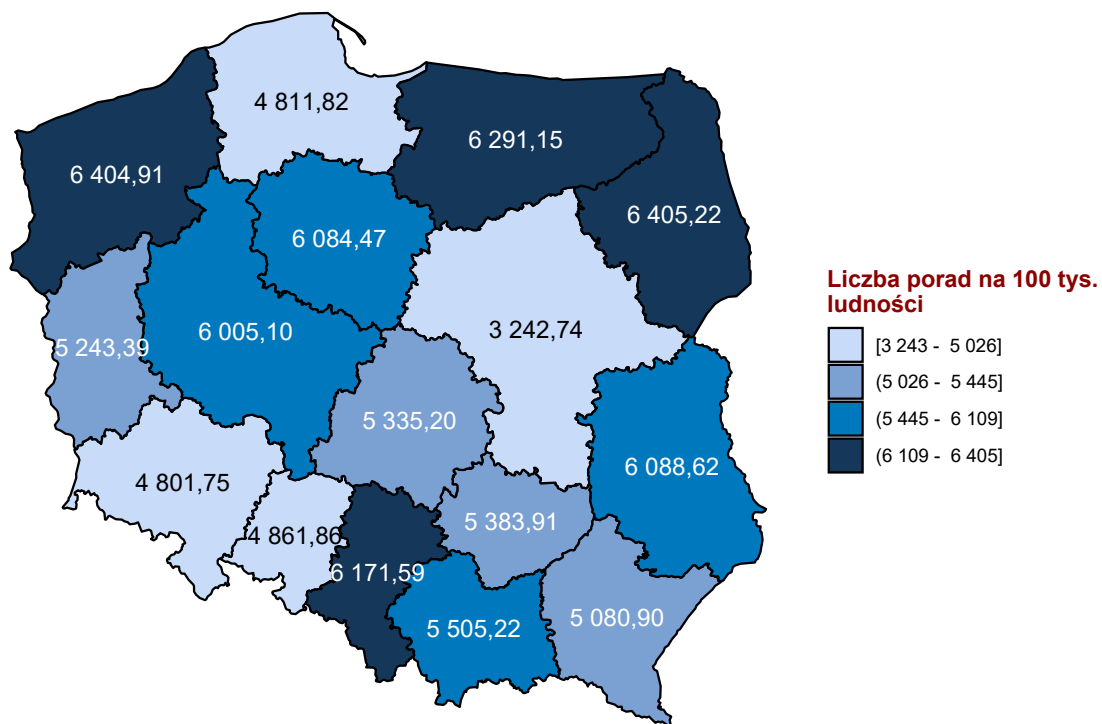 4 811,82
6 291,15
6 404,91
6 405,22
6 084,47
6 005,10
3 242,74
5 243,39
5 335,20
6 088,62
4 801,75
5 383,91
4 861,86
6 171,59
5 080,90
5 505,22
Liczba porad na 100 tys.
ludności
[3 243 - 5 026]
(5 026 - 5 445]
(5 445 - 6 109]
(6 109 - 6 405]